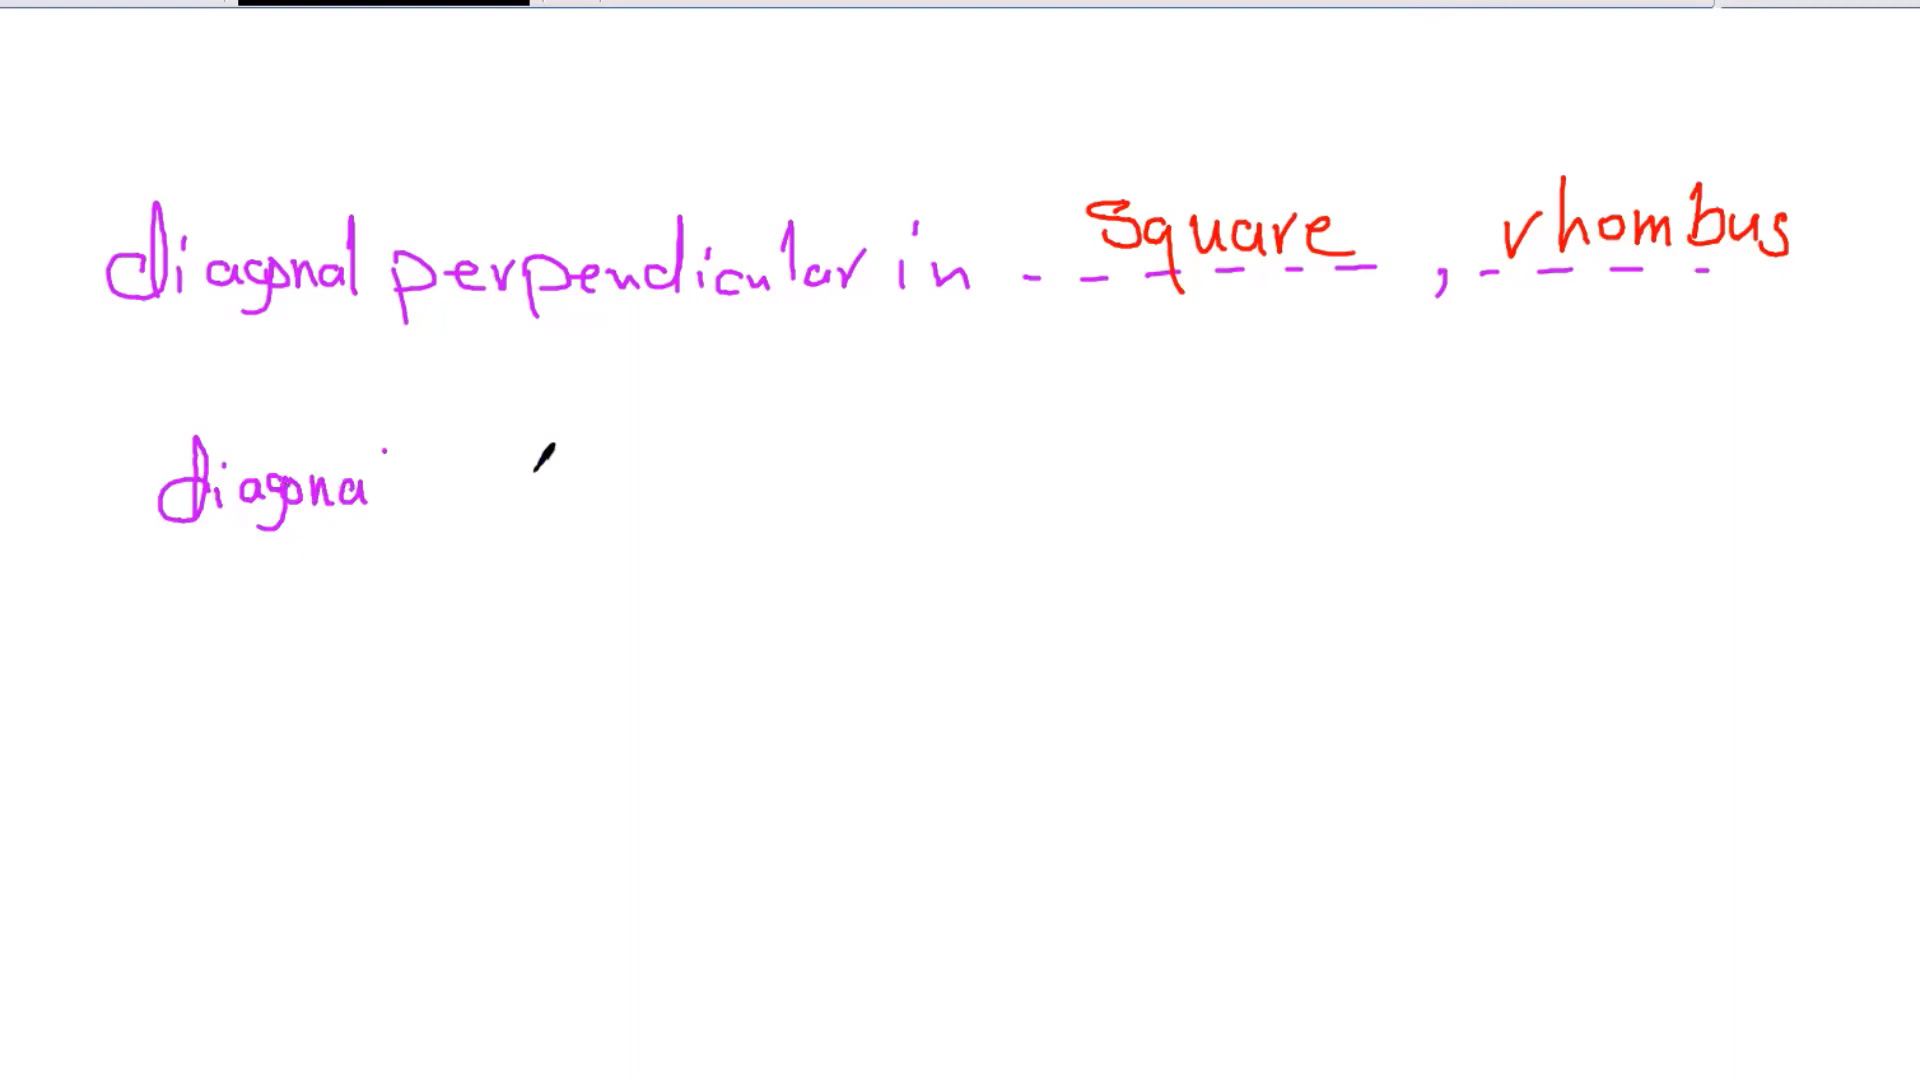 diagonal perpendicular in ------ square , ---- rhombus
diagona